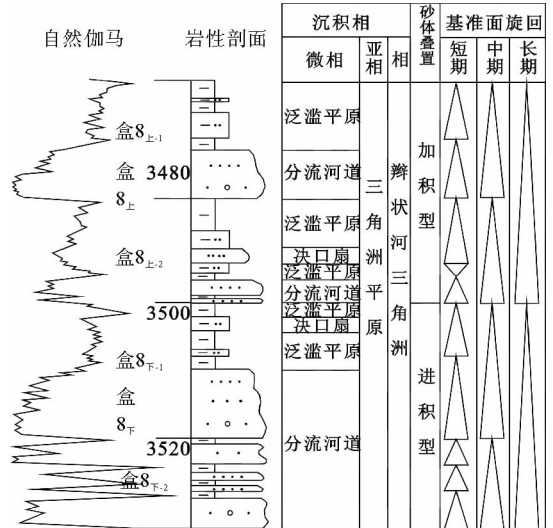 自然伽马
岩性剖面
沉积相
微相
亚相
相
砂体叠置
基准面旋回
短期
中期
长期
盒8上-1
盒8上
3480
盒8上-2
3500
盒8下-1
盒8下
3520
盒8下-2
泛滥平原
分流河道
泛滥平原
决口扇
泛滥平原
分流河道
泛滥平原
决口扇
泛滥平原
分流河道
三角洲平原
辫状河三角洲
加积型
进积型